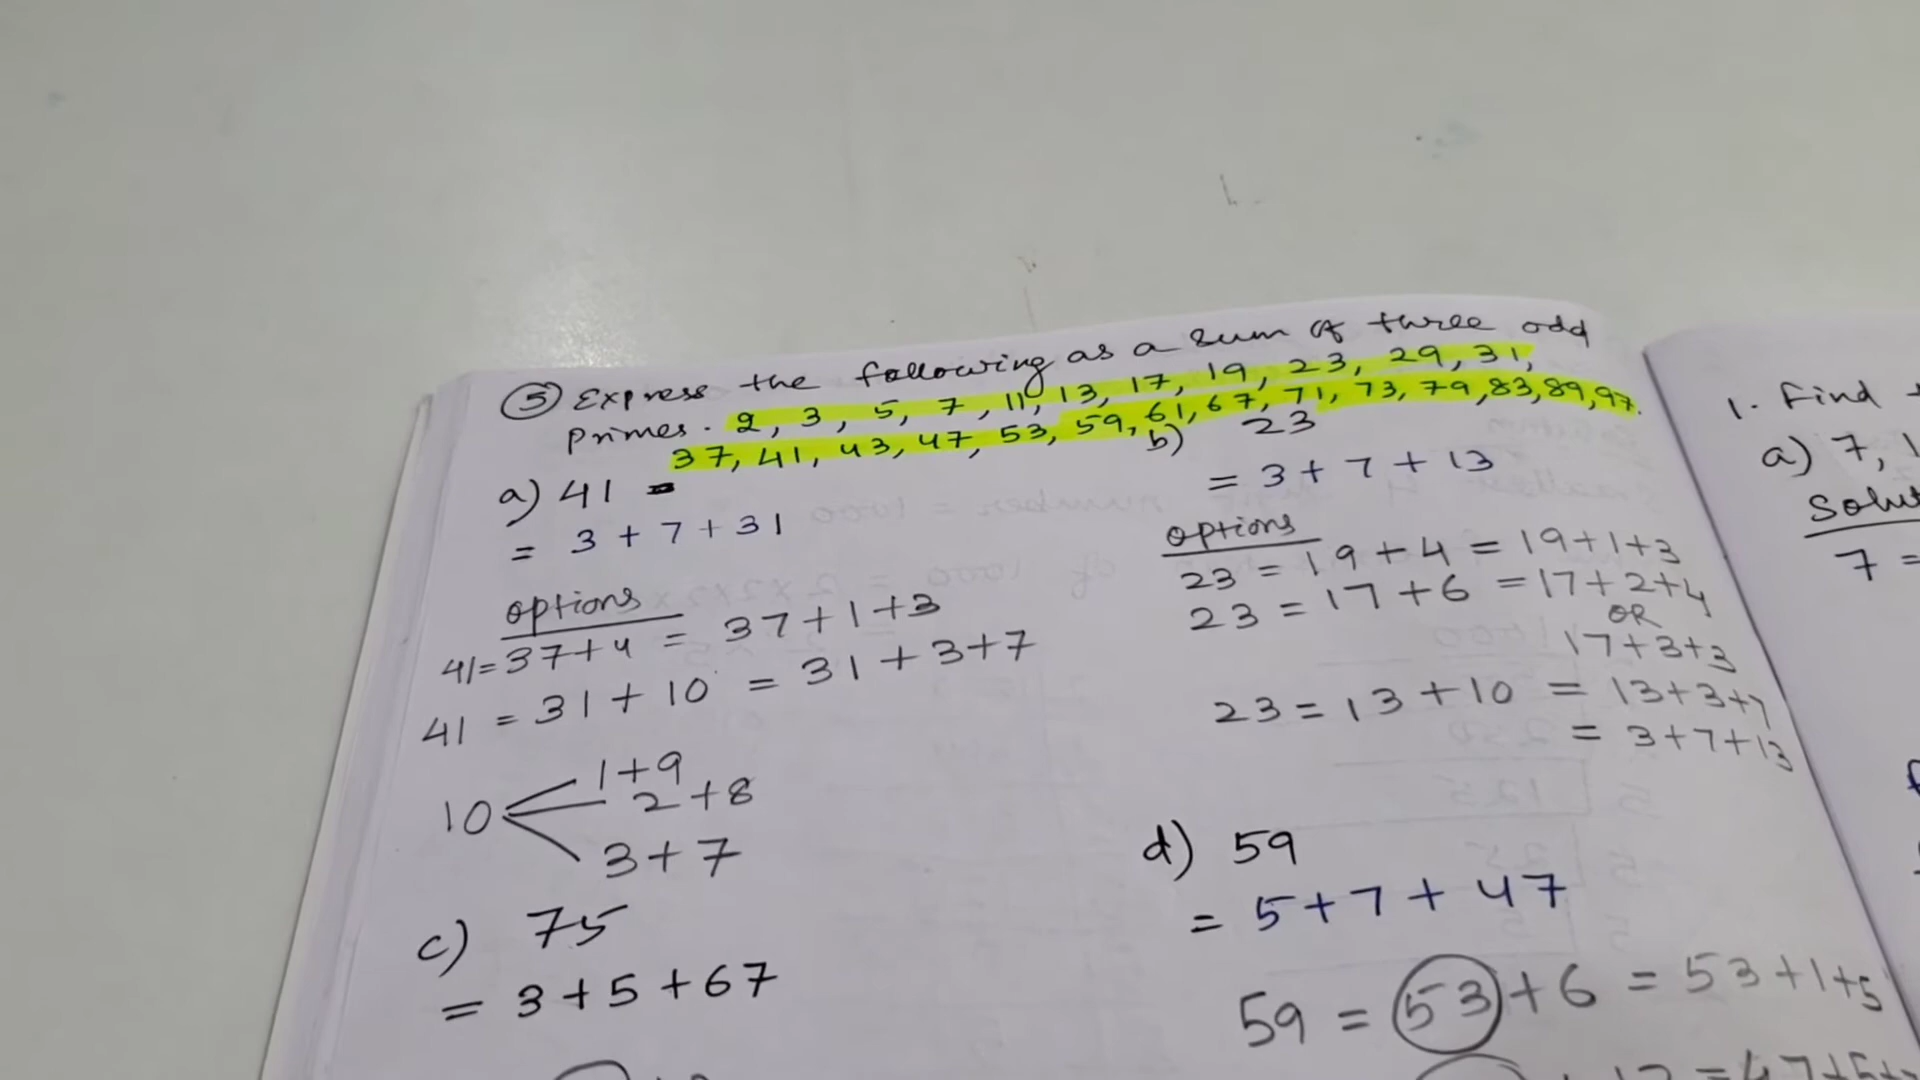 5 Express the following as a sum of three odd
primes. 2, 3, 5, 7, 11, 13, 17, 19, 23, 29, 31,
37, 41, 43, 47, 53, 59, 61, 67, 71, 73, 79, 83, 89, 97.
a) 41 =
= 3 + 7 + 31
options
41 = 37 + 4 = 37 + 1 + 3
41 = 31 + 10 = 31 + 3 + 7
10
1 + 9
2 + 8
3 + 7
b) 23
= 3 + 7 + 13
options
23 = 19 + 4 = 19 + 1 + 3
23 = 17 + 6 = 17 + 2 + 4
OR
17 + 3 + 3
23 = 13 + 10 = 13 + 3 + 7
= 3 + 7 + 13
c) 75
= 3 + 5 + 67
d) 59
= 5 + 7 + 47
59 = 53 + 6 = 53 + 1 + 5
= 47 + 5 +
1. Find
a) 7, 1
Solut
7 =